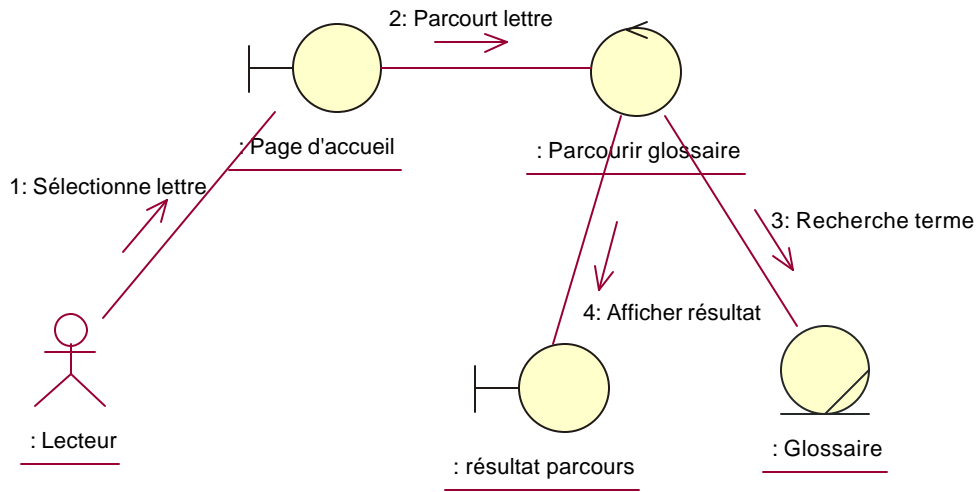 2: Parcourt lettre
: Page d'accueil
: Parcourir glossaire
1: Sélectionne lettre
3: Recherche terme
4: Afficher résultat
: Lecteur
: résultat parcours
: Glossaire